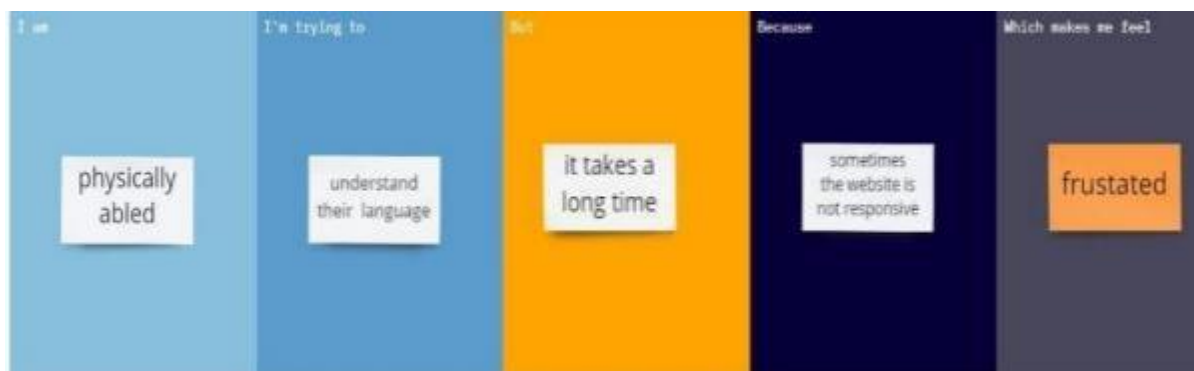 I am
I'm trying to
But
Because
Which makes me feel
physically
abled
understand
their language
it takes a
long time
sometimes
the website is
not responsive
frustated